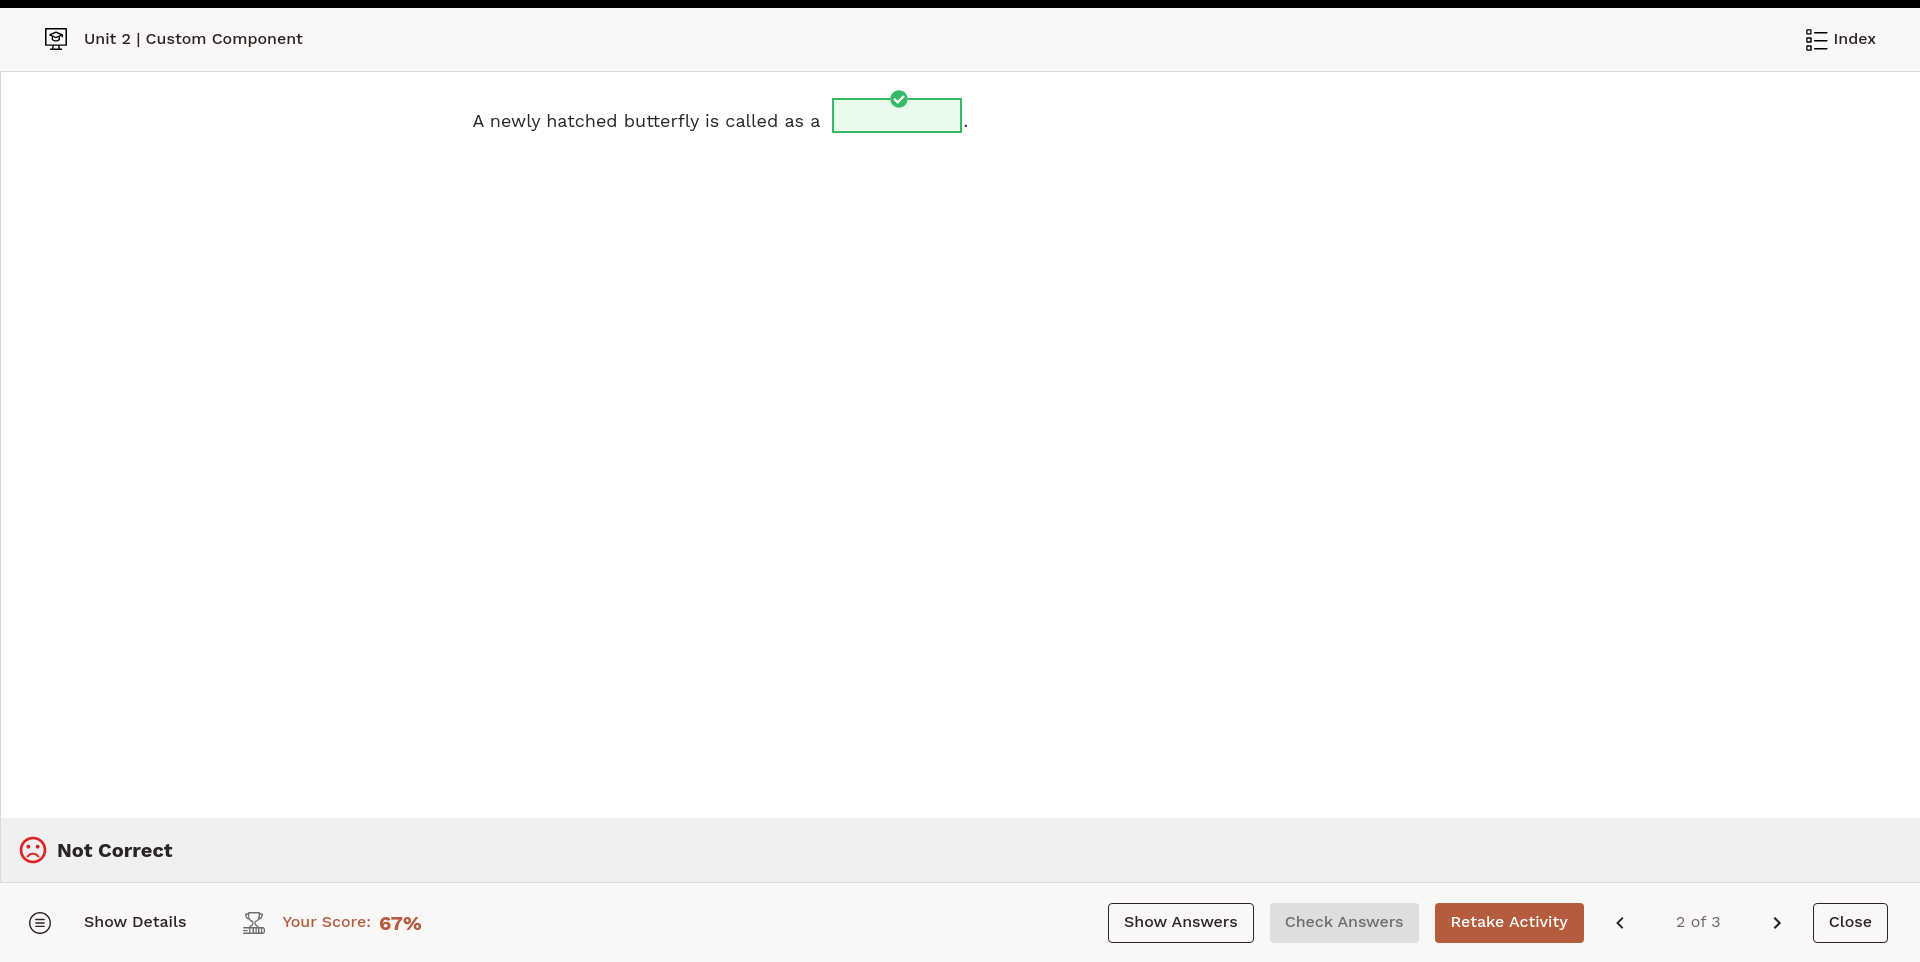 Unit 2 | Custom Component
Index
A newly hatched butterfly is called as a .
Not Correct
Show Details
Your Score: 67%
Show Answers
Check Answers
Retake Activity
2 of 3
Close